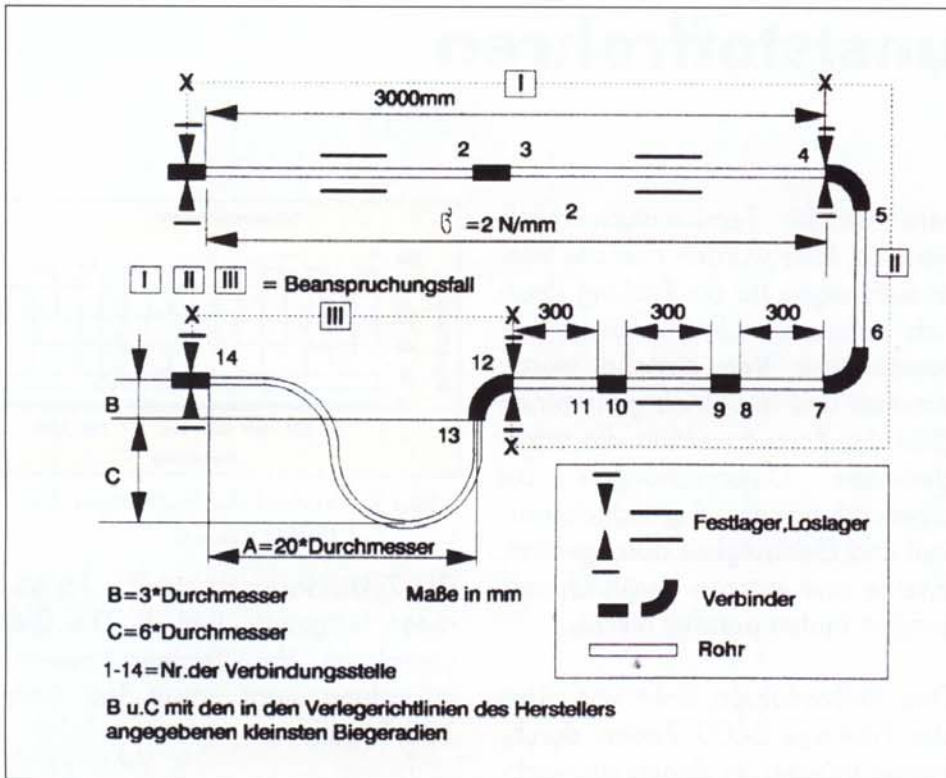 nststoffrohren
X
I
X
3000mm
2
3
4
5
=2 N/mm
2
II
I II III = Beanspruchungsfall
X
III
X
300
300
300
6
14
12
B
13
11
10
9
8
7
C
X
A=20*Durchmesser
Festlager,Loslager
B=3*Durchmesser
Maße in mm
Verbinder
C=6*Durchmesser
1-14=Nr.der Verbindungsstelle
Rohr
B u.C mit den in den Verlegerichtlinien des Herstellers
angegebenen kleinsten Biegeradien